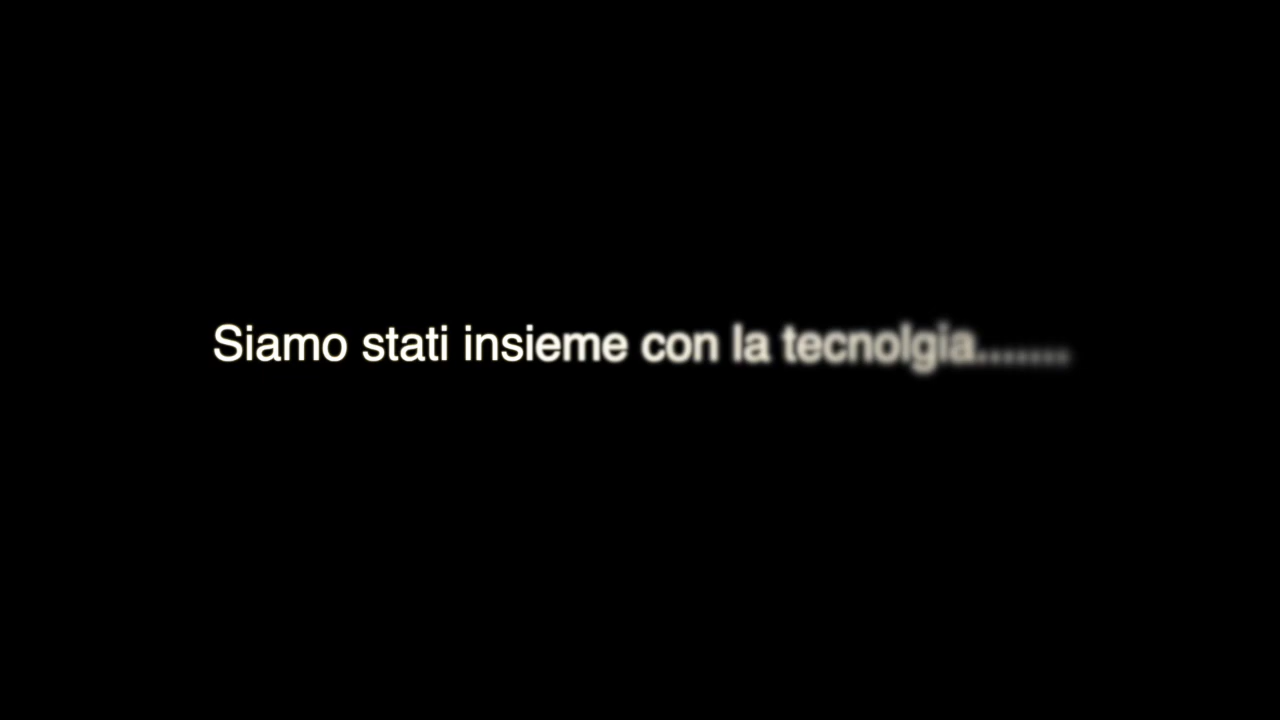 Siamo stati insieme con la tecnolgia.......